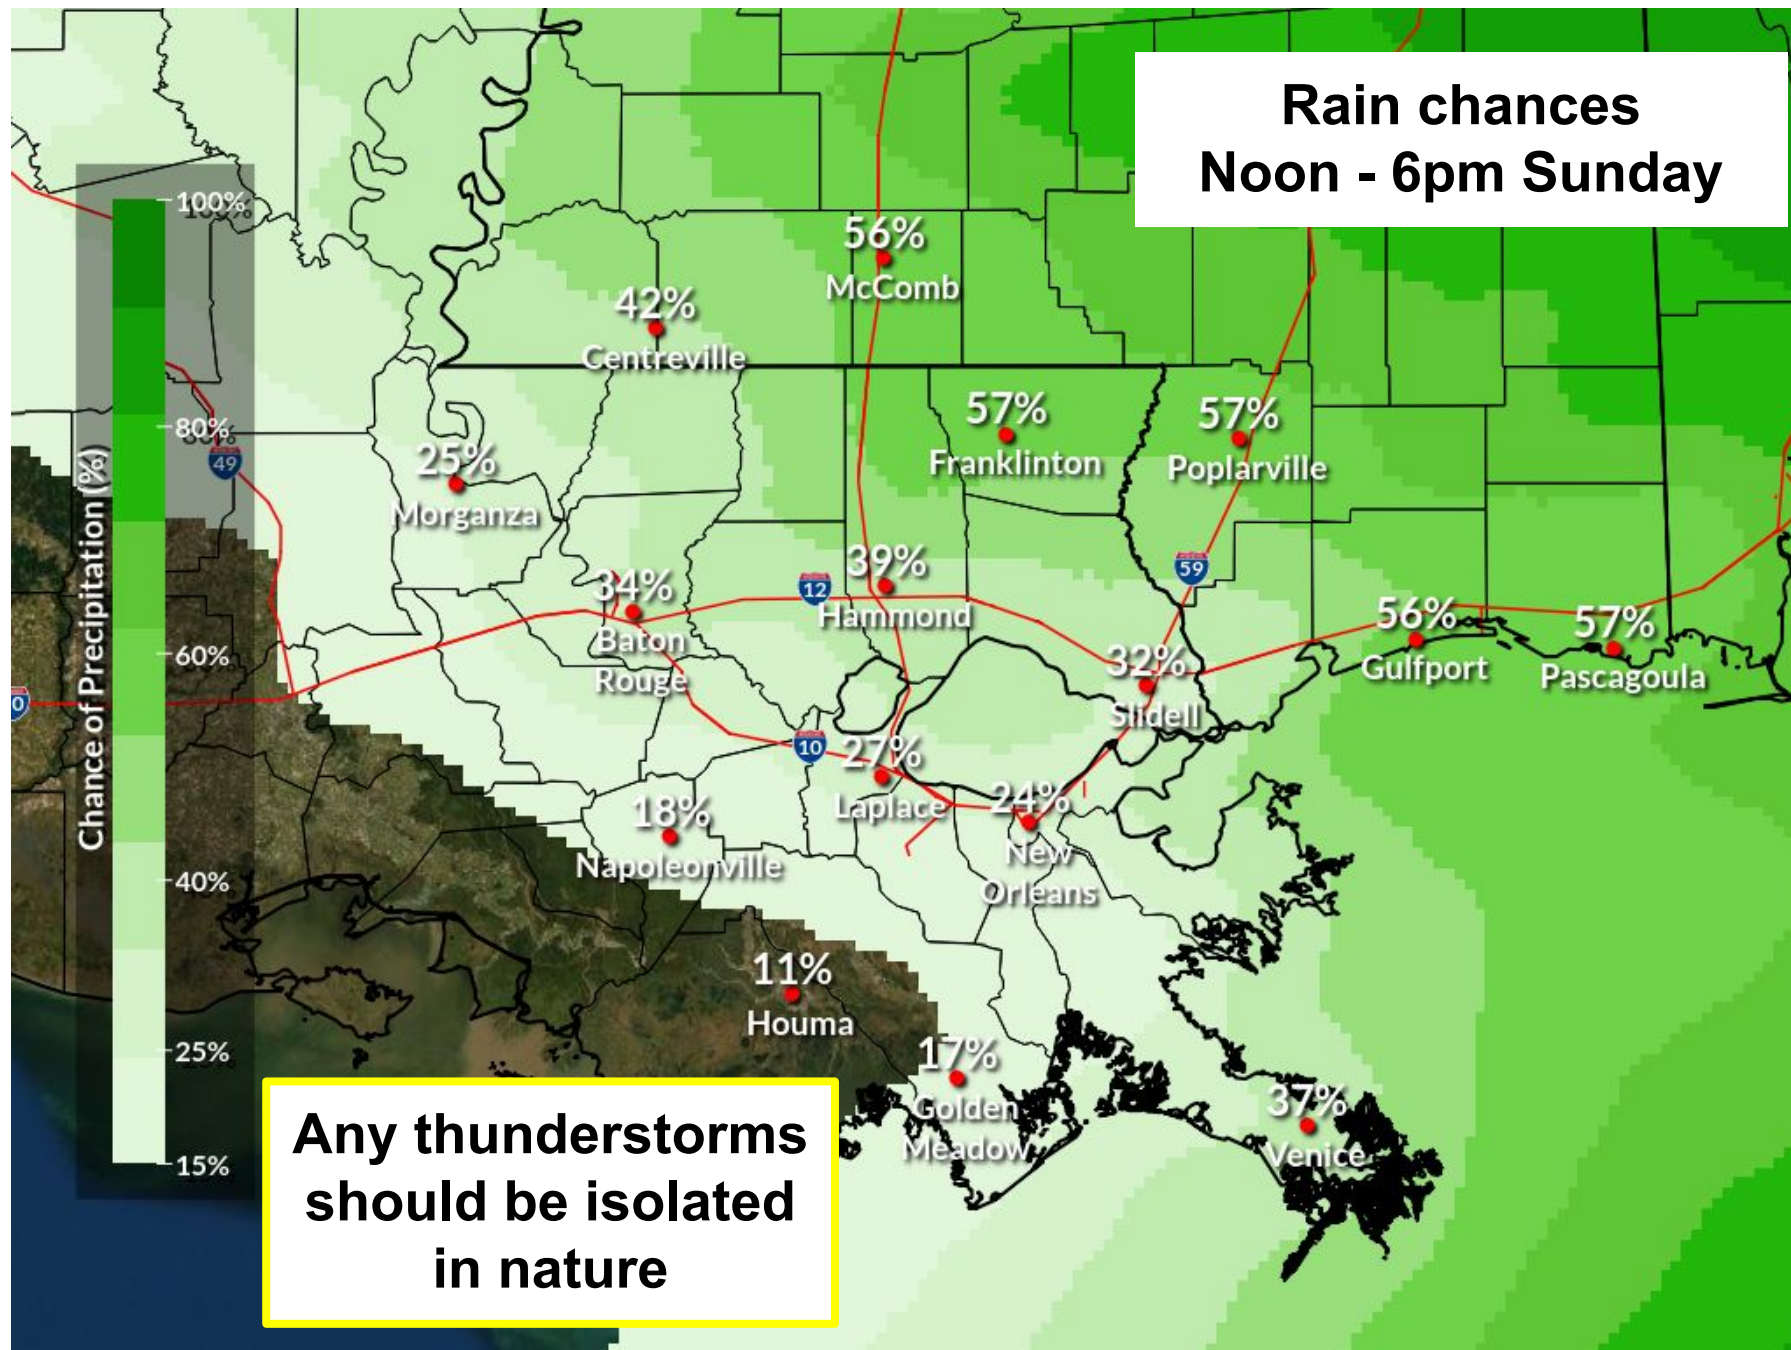 Rain chances
Noon - 6pm Sunday
100%
80%
60%
40%
25%
15%
Chance of Precipitation (%)
56%
McComb
42%
Centreville
57%
Franklinton
57%
Poplarville
49
25%
Morganza
59
39%
Hammond
12
34%
Baton
Rouge
56%
Gulfport
57%
Pascagoula
32%
Slidell
0
10
27%
Laplace
24%
New
Orleans
18%
Napoleonville
11%
Houma
17%
Golden
Meadow
37%
Venice
Any thunderstorms
should be isolated
in nature